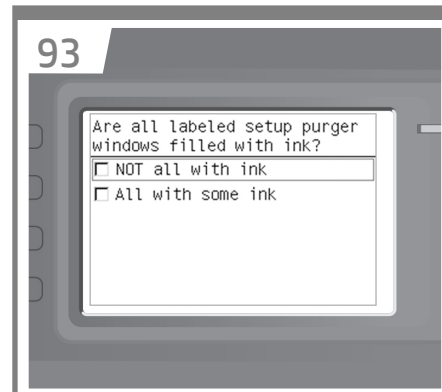 93
Are all labeled setup purger
windows filled with ink?
NOT all with ink
All with some ink